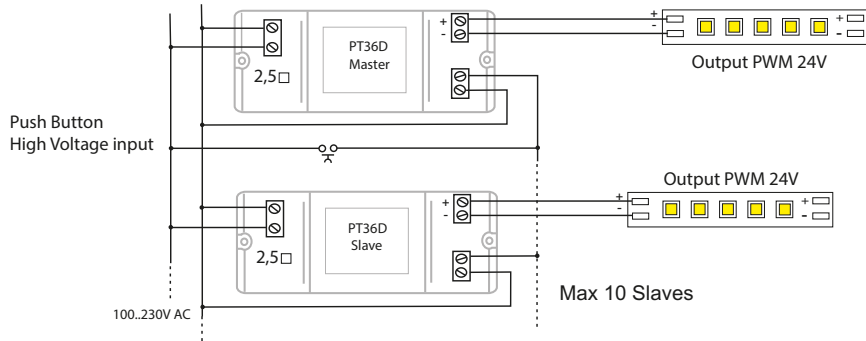 +
-
PT36D
Master
2,5□
+
-
+
-
Output PWM 24V
Push Button
High Voltage input
Output PWM 24V
+
-
PT36D
Slave
2,5□
+
-
+
-
Max 10 Slaves
100..230V AC